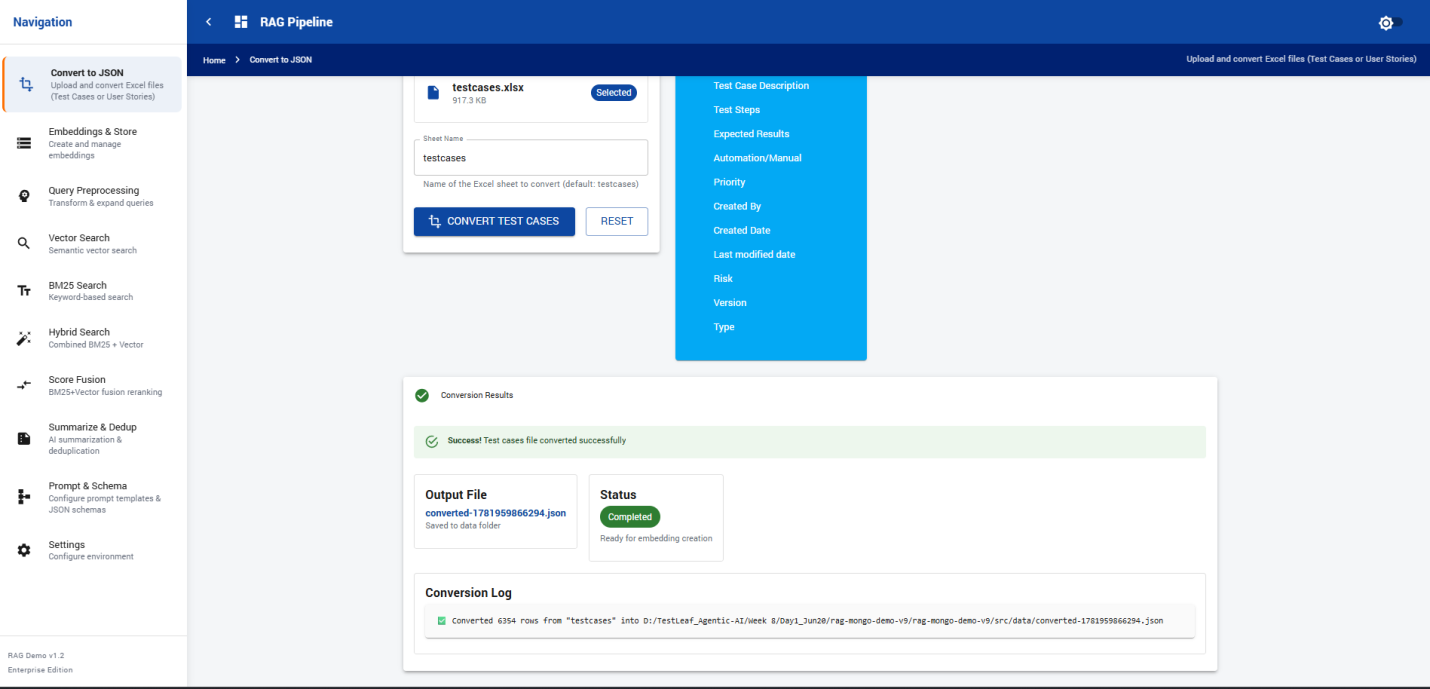 Navigation
RAG Pipeline
Home > Convert to JSON
Upload and convert Excel files (Test Cases or User Stories)
Convert to JSON
Upload and convert Excel files
(Test Cases or User Stories)
Embeddings & Store
Create and manage
embeddings
Query Preprocessing
Transform & expand queries
Vector Search
Semantic vector search
BM25 Search
Keyword-based search
Hybrid Search
Combined BM25 + Vector
Score Fusion
BM25+Vector fusion reranking
Summarize & Dedup
AI summarization &
deduplication
Prompt & Schema
Configure prompt templates &
JSON schemas
Settings
Configure environment
RAG Demo v1.2
Enterprise Edition
testcases.xlsx
917.3 KB
Selected
Sheet Name
testcases
Name of the Excel sheet to convert (default: testcases)
CONVERT TEST CASES
RESET
Test Case Description
Test Steps
Expected Results
Automation/Manual
Priority
Created By
Created Date
Last modified date
Risk
Version
Type
Conversion Results
Success! Test cases file converted successfully
Output File
converted-1781959866294.json
Saved to data folder
Status
Completed
Ready for embedding creation
Conversion Log
Converted 6354 rows from "testcases" into D:/TestLeaf_Agentic-AI/Week 8/Day1_Jun20/rag-mongo-demo-v9/rag-mongo-demo-v9/src/data/converted-1781959866294.json